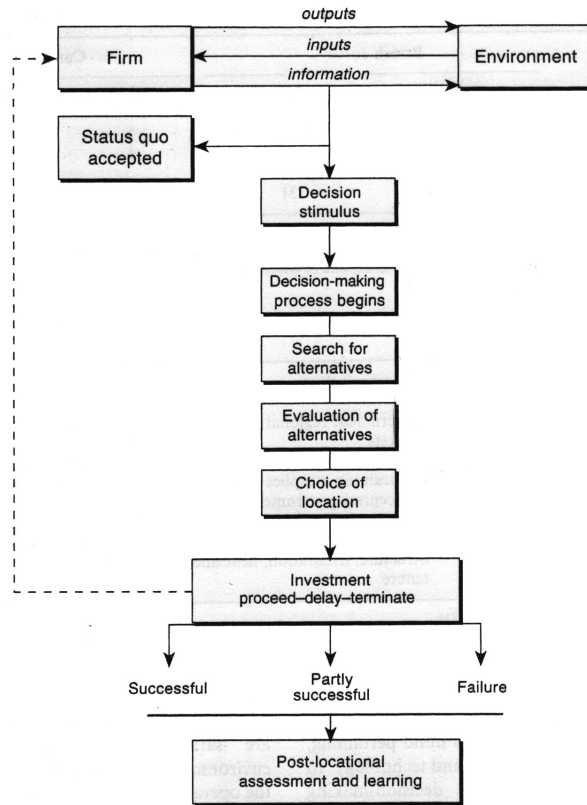 outputs
Firm
inputs
Environment
information
Status quo
accepted
Decision
stimulus
Decision-making
process begins
Search for
alternatives
Evaluation of
alternatives
Choice of
location
Investment
proceed–delay–terminate
Successful
Partly
successful
Failure
Post-locational
assessment and learning